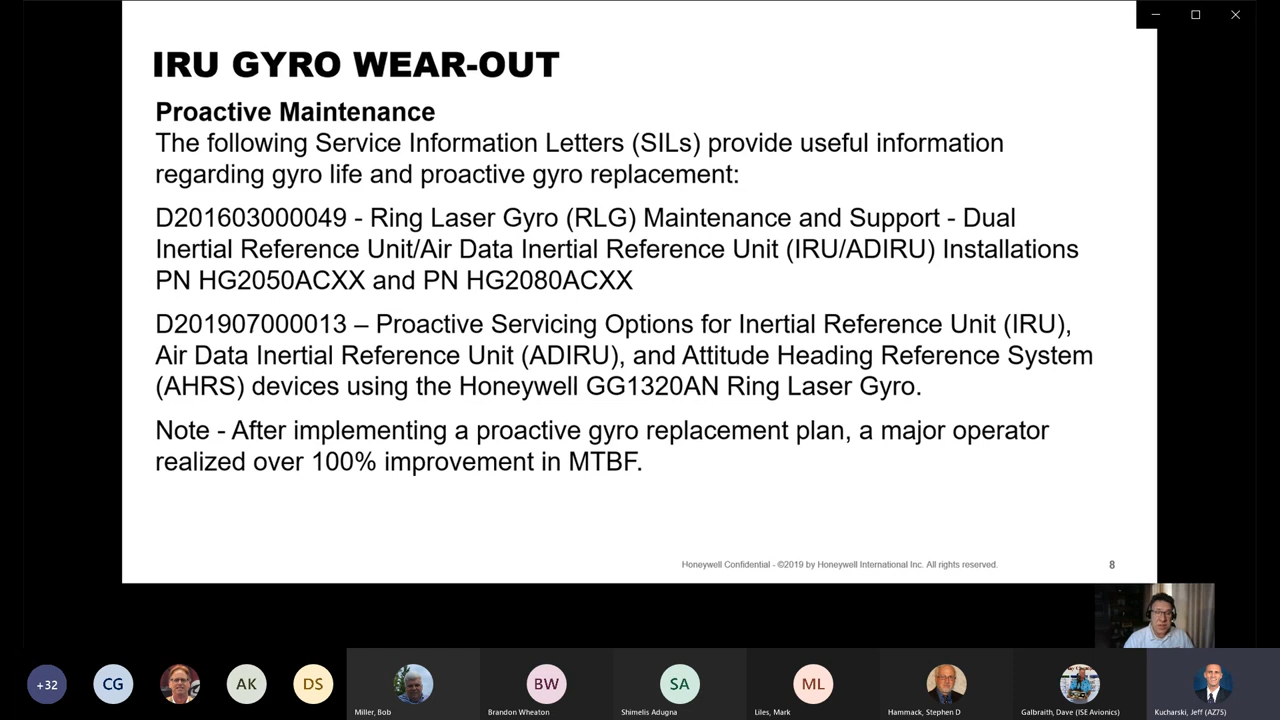 IRU GYRO WEAR-OUT
Proactive Maintenance
The following Service Information Letters (SILs) provide useful information
regarding gyro life and proactive gyro replacement:
D201603000049 - Ring Laser Gyro (RLG) Maintenance and Support - Dual
Inertial Reference Unit/Air Data Inertial Reference Unit (IRU/ADIRU) Installations
PN HG2050ACXX and PN HG2080ACXX
D201907000013 – Proactive Servicing Options for Inertial Reference Unit (IRU),
Air Data Inertial Reference Unit (ADIRU), and Attitude Heading Reference System
(AHRS) devices using the Honeywell GG1320AN Ring Laser Gyro.
Note - After implementing a proactive gyro replacement plan, a major operator
realized over 100% improvement in MTBF.
Honeywell Confidential - ©2019 by Honeywell International Inc. All rights reserved.
8
+32
CG
AK
DS
BW
SA
ML
Miller, Bob
Brandon Wheaton
Shimelis Adugna
Liles, Mark
Hammack, Stephen D
Galbraith, Dave (ISE Avionics)
Kucharski, Jeff (AZ75)